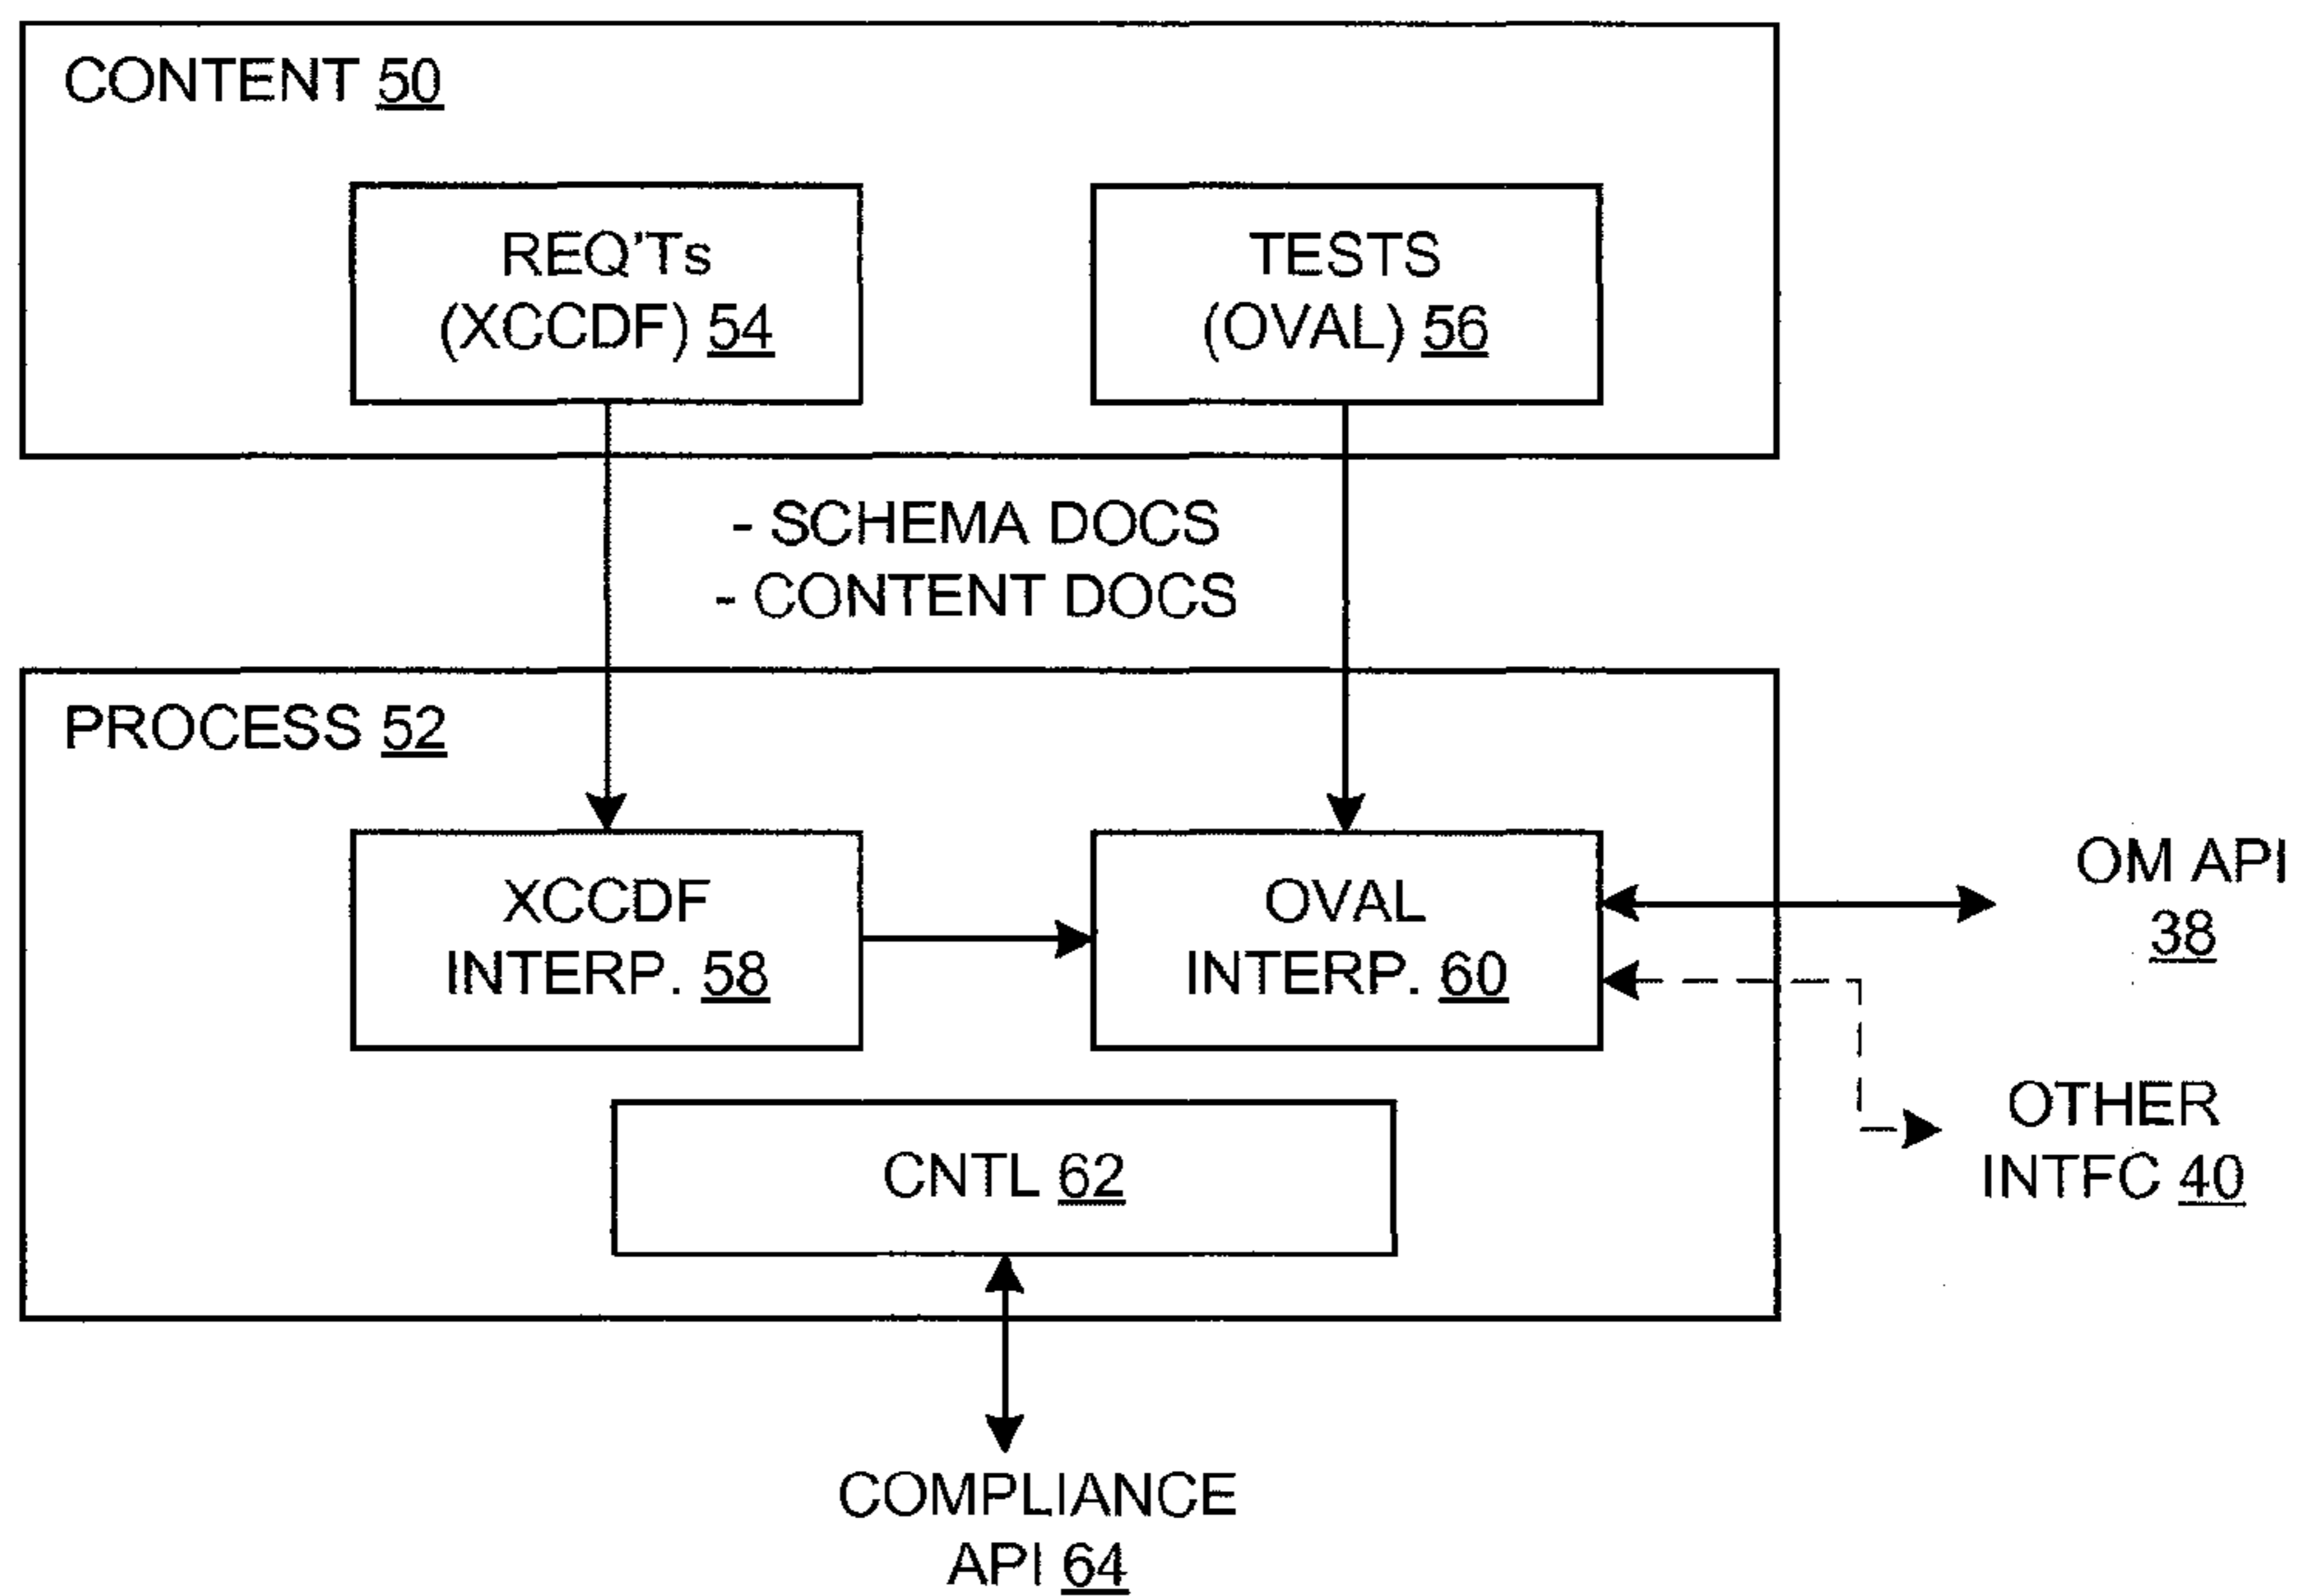 CONTENT 50
REQ'Ts
(XCCDF) 54
TESTS
(OVAL) 56
- SCHEMA DOCS
- CONTENT DOCS
PROCESS 52
XCCDF
INTERP. 58
OVAL
INTERP. 60
OM API
38
OTHER
INTFC 40
CNTL 62
COMPLIANCE
API 64